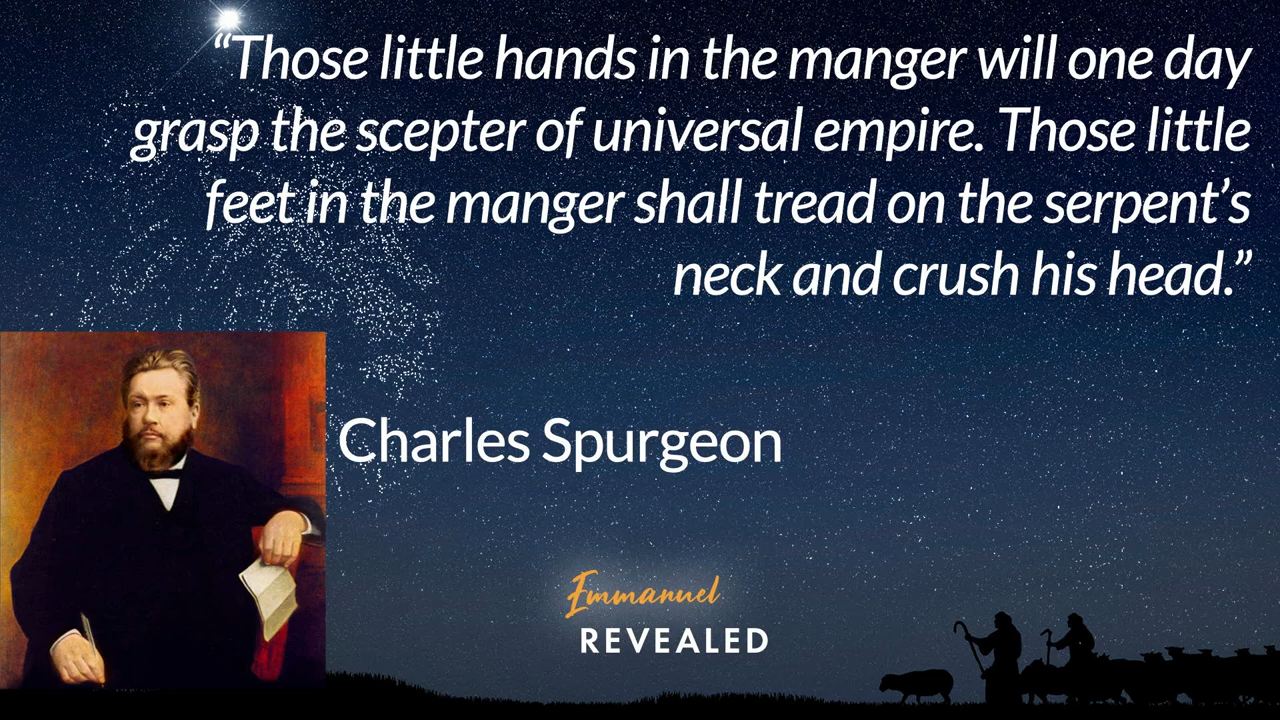 “Those little hands in the manger will one day
grasp the scepter of universal empire. Those little
feet in the manger shall tread on the serpent’s
neck and crush his head.”
Charles Spurgeon
Emmanuel
REVEALED